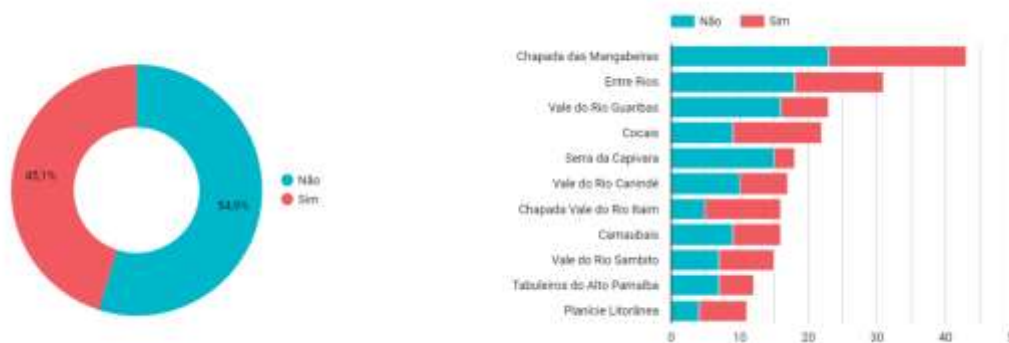 45,1%
54,9%
Não
Sim
Não Sim
Chapada das Mangabeiras
Entre Rios
Vale do Rio Guaribas
Cocais
Serra da Capivara
Vale do Rio Canindé
Chapada Vale do Rio Itaim
Carnaubais
Vale do Rio Sambito
Tabuleiros do Alto Parnaíba
Planície Litorânea
0 10 20 30 40